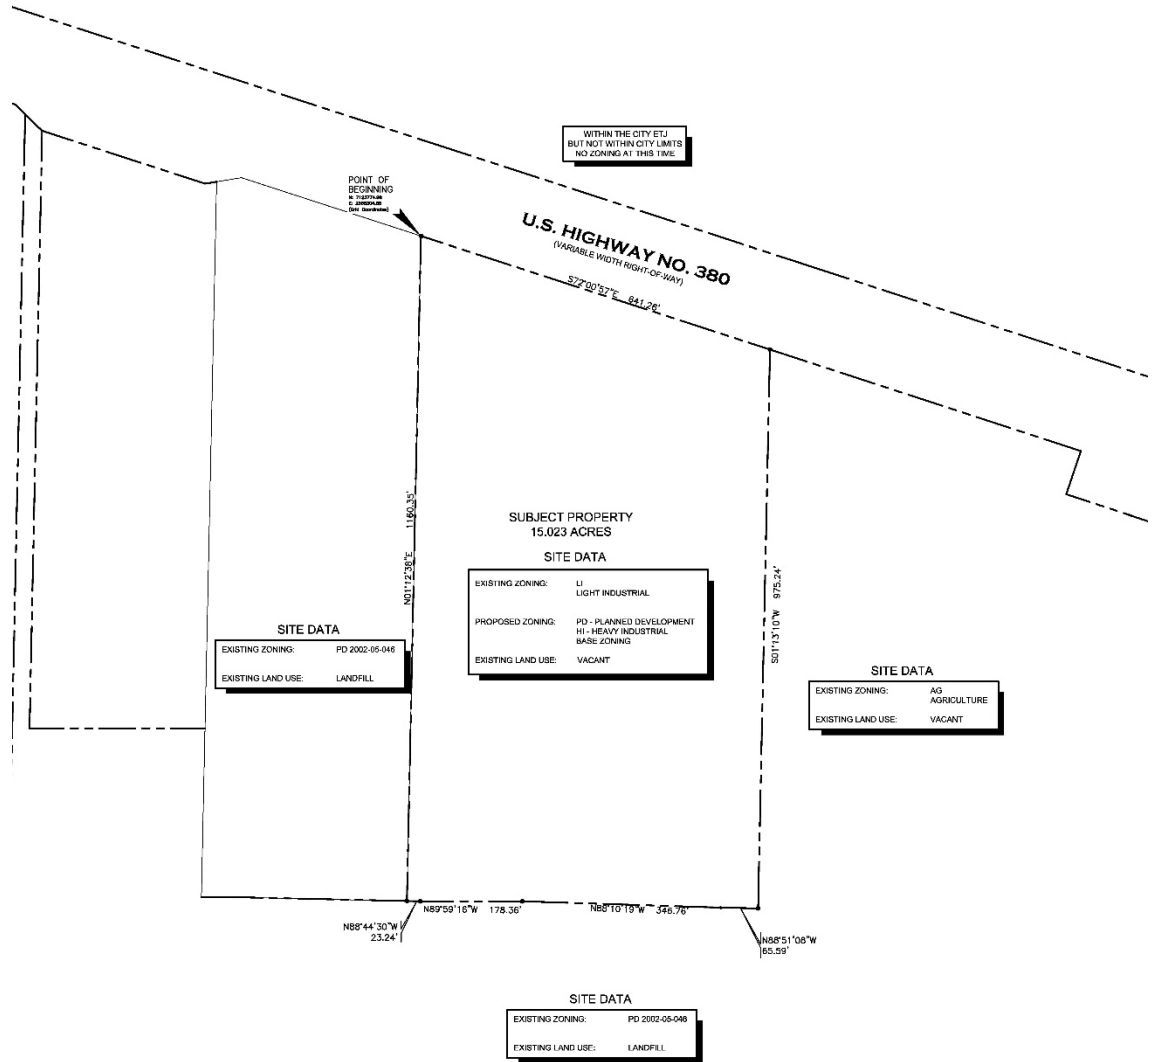 WITHIN THE CITY ETJ
BUT NOT WITHIN CITY LIMITS
NO ZONING AT THIS TIME
POINT OF
BEGINNING
U.S. HIGHWAY NO. 380
(VARIABLE WIDTH RIGHT-OF-WAY)
S72°00'57"E 641.26'
N01°12'38"E 1160.35'
SUBJECT PROPERTY
15.023 ACRES
SITE DATA
EXISTING ZONING: LI
LIGHT INDUSTRIAL
PROPOSED ZONING: PD - PLANNED DEVELOPMENT
HI - HEAVY INDUSTRIAL
BASE ZONING
EXISTING LAND USE: VACANT
S01°13'10"W 975.24'
SITE DATA
EXISTING ZONING: PD 2002-05-046
EXISTING LAND USE: LANDFILL
SITE DATA
EXISTING ZONING: AG
AGRICULTURE
EXISTING LAND USE: VACANT
N88°44'30"W
23.24'
N89°59'16"W 178.36'
N88°10'19"W 346.76'
N88°51'08"W
65.59'
SITE DATA
EXISTING ZONING: PD 2002-05-046
EXISTING LAND USE: LANDFILL